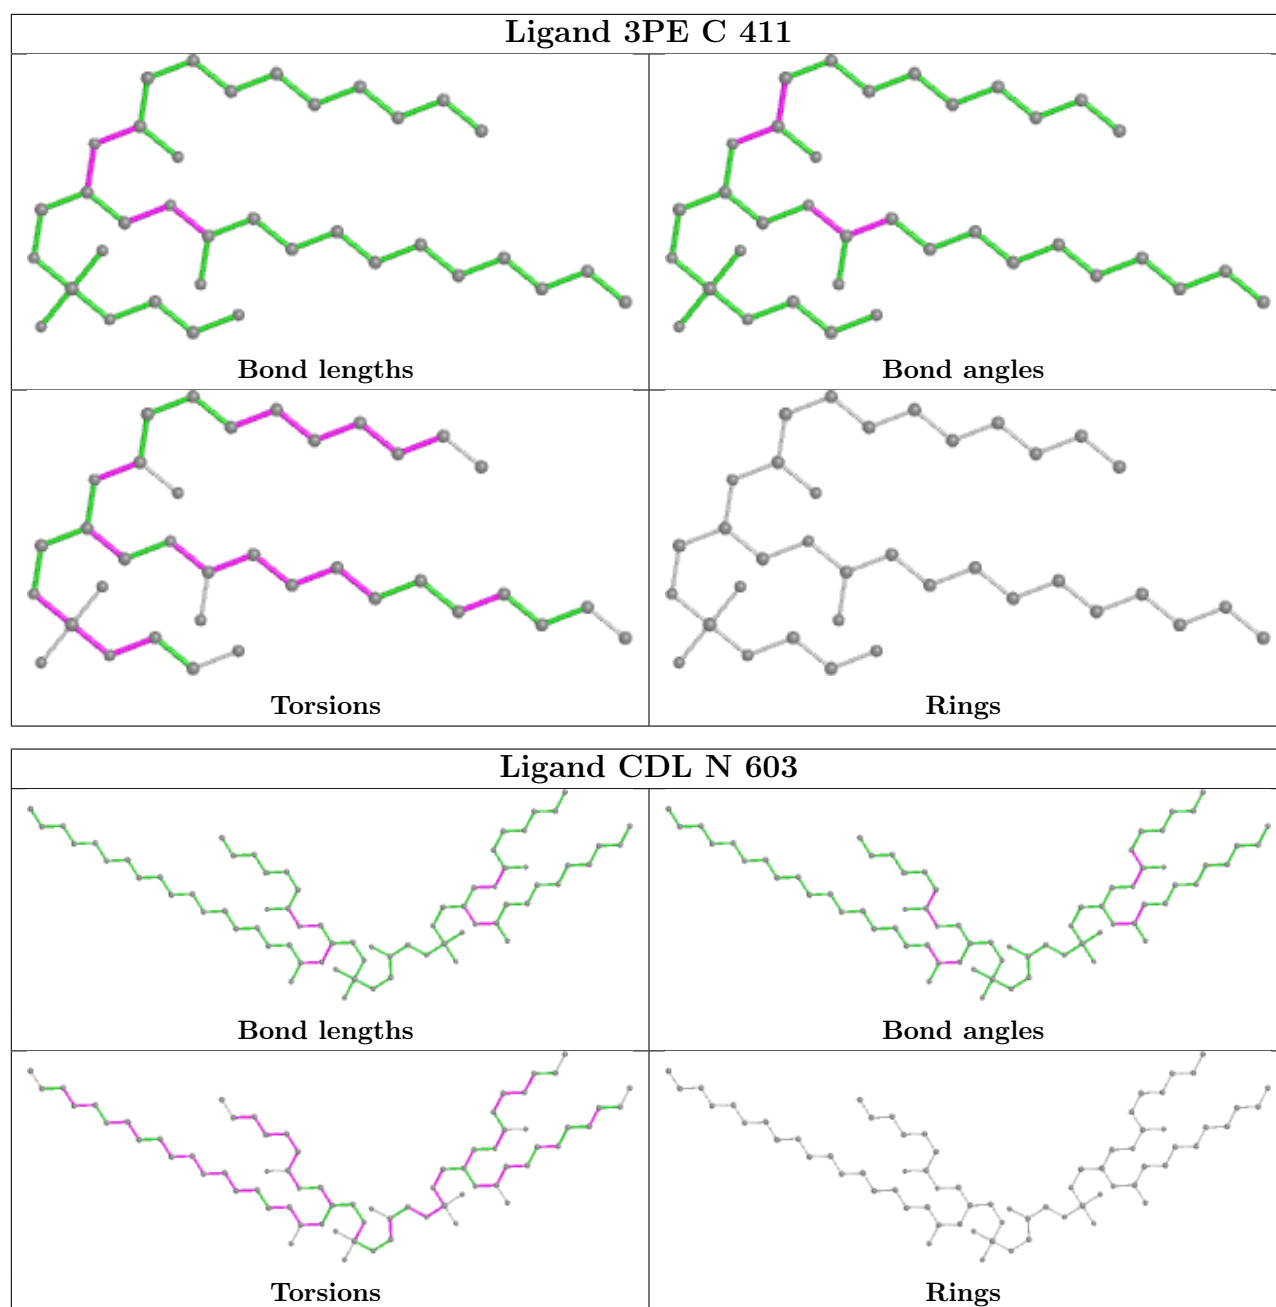 Ligand 3PE C 411
Bond lengths
Bond angles
Torsions
Rings
Ligand CDL N 603
Bond lengths
Bond angles
Torsions
Rings